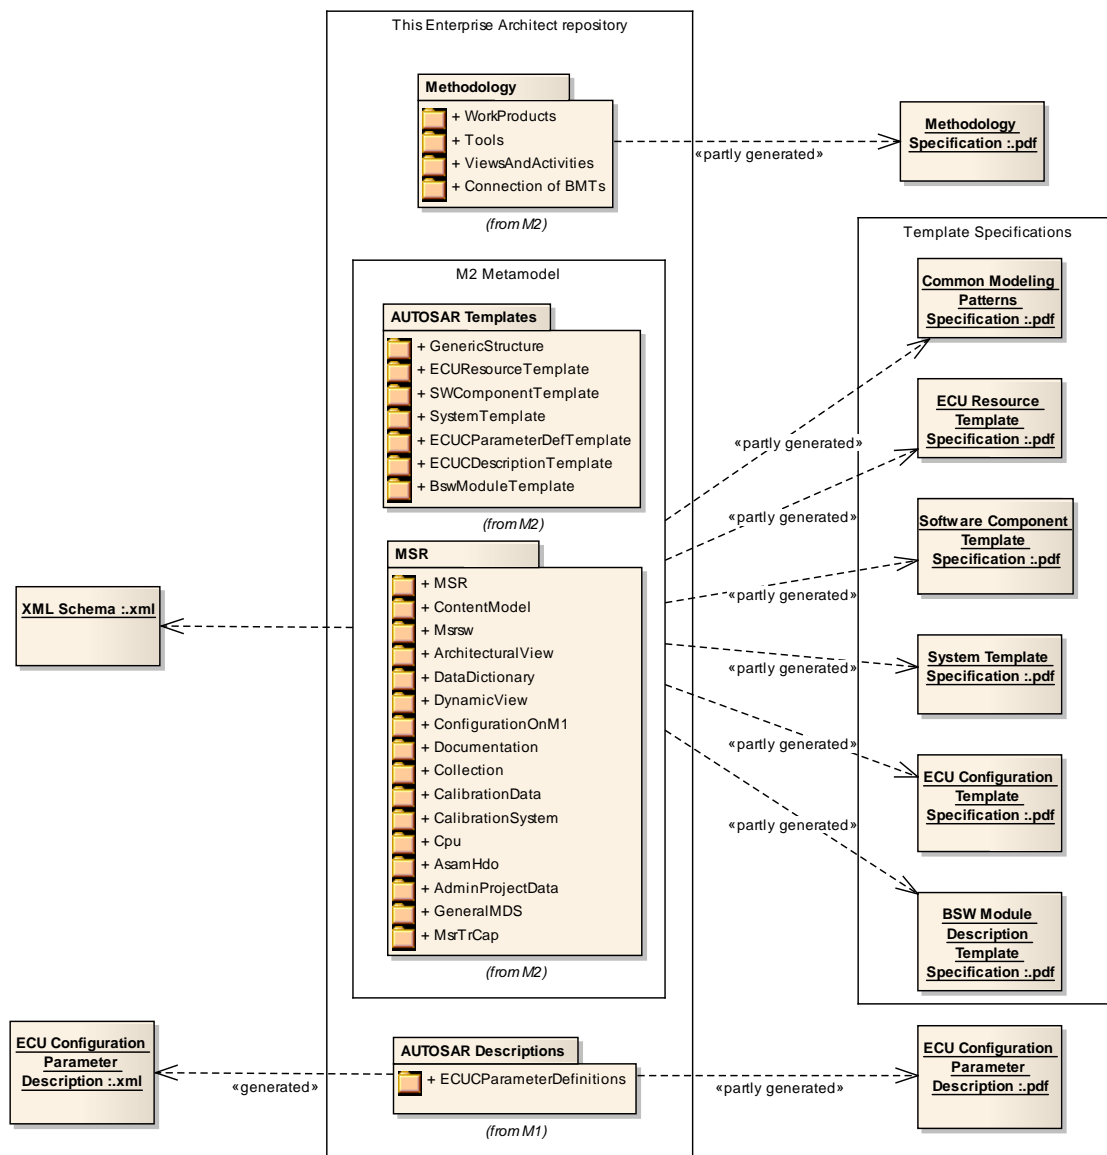 This Enterprise Architect repository
Methodology
+ WorkProducts
+ Tools
+ ViewsAndActivities
+ Connection of BMTs
(from M2)
«partly generated»
Methodology
Specification :.pdf
M2 Metamodel
AUTOSAR Templates
+ GenericStructure
+ ECUResourceTemplate
+ SWComponentTemplate
+ SystemTemplate
+ ECUCParameterDefTemplate
+ ECUCDescriptionTemplate
+ BswModuleTemplate
(from M2)
MSR
+ MSR
+ ContentModel
+ Msrsw
+ ArchitecturalView
+ DataDictionary
+ DynamicView
+ ConfigurationOnM1
+ Documentation
+ Collection
+ CalibrationData
+ CalibrationSystem
+ Cpu
+ AsamHdo
+ AdminProjectData
+ GeneralMDS
+ MsrTrCap
(from M2)
XML Schema :.xml
Template Specifications
Common Modeling
Patterns
Specification :.pdf
«partly generated»
ECU Resource
Template
Specification :.pdf
«partly generated»
Software Component
Template
Specification :.pdf
«partly generated»
System Template
Specification :.pdf
«partly generated»
ECU Configuration
Template
Specification :.pdf
«partly generated»
BSW Module
Description
Template
Specification :.pdf
«partly generated»
ECU Configuration
Parameter
Description :.xml
«generated»
AUTOSAR Descriptions
+ ECUCParameterDefinitions
(from M1)
«partly generated»
ECU Configuration
Parameter
Description :.pdf